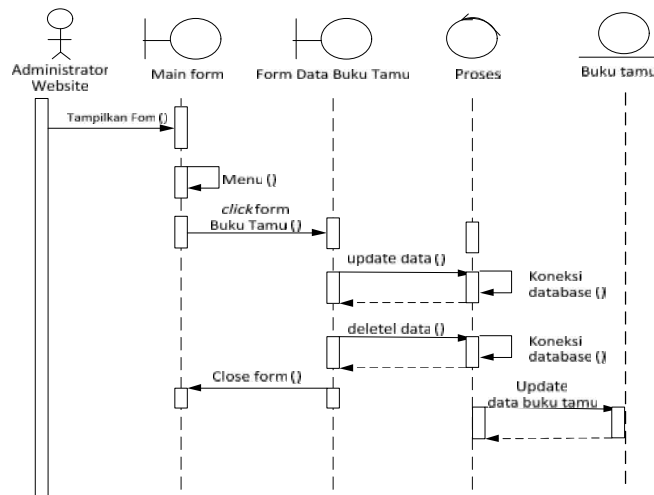 Administrator
Website
Main form
Form Data Buku Tamu
Proses
Buku tamu
Tampilkan Fom ()
Menu ()
click form
Buku Tamu ()
update data ()
Koneksi
database ()
deletel data ()
Koneksi
database ()
Close form ()
Update
data buku tamu